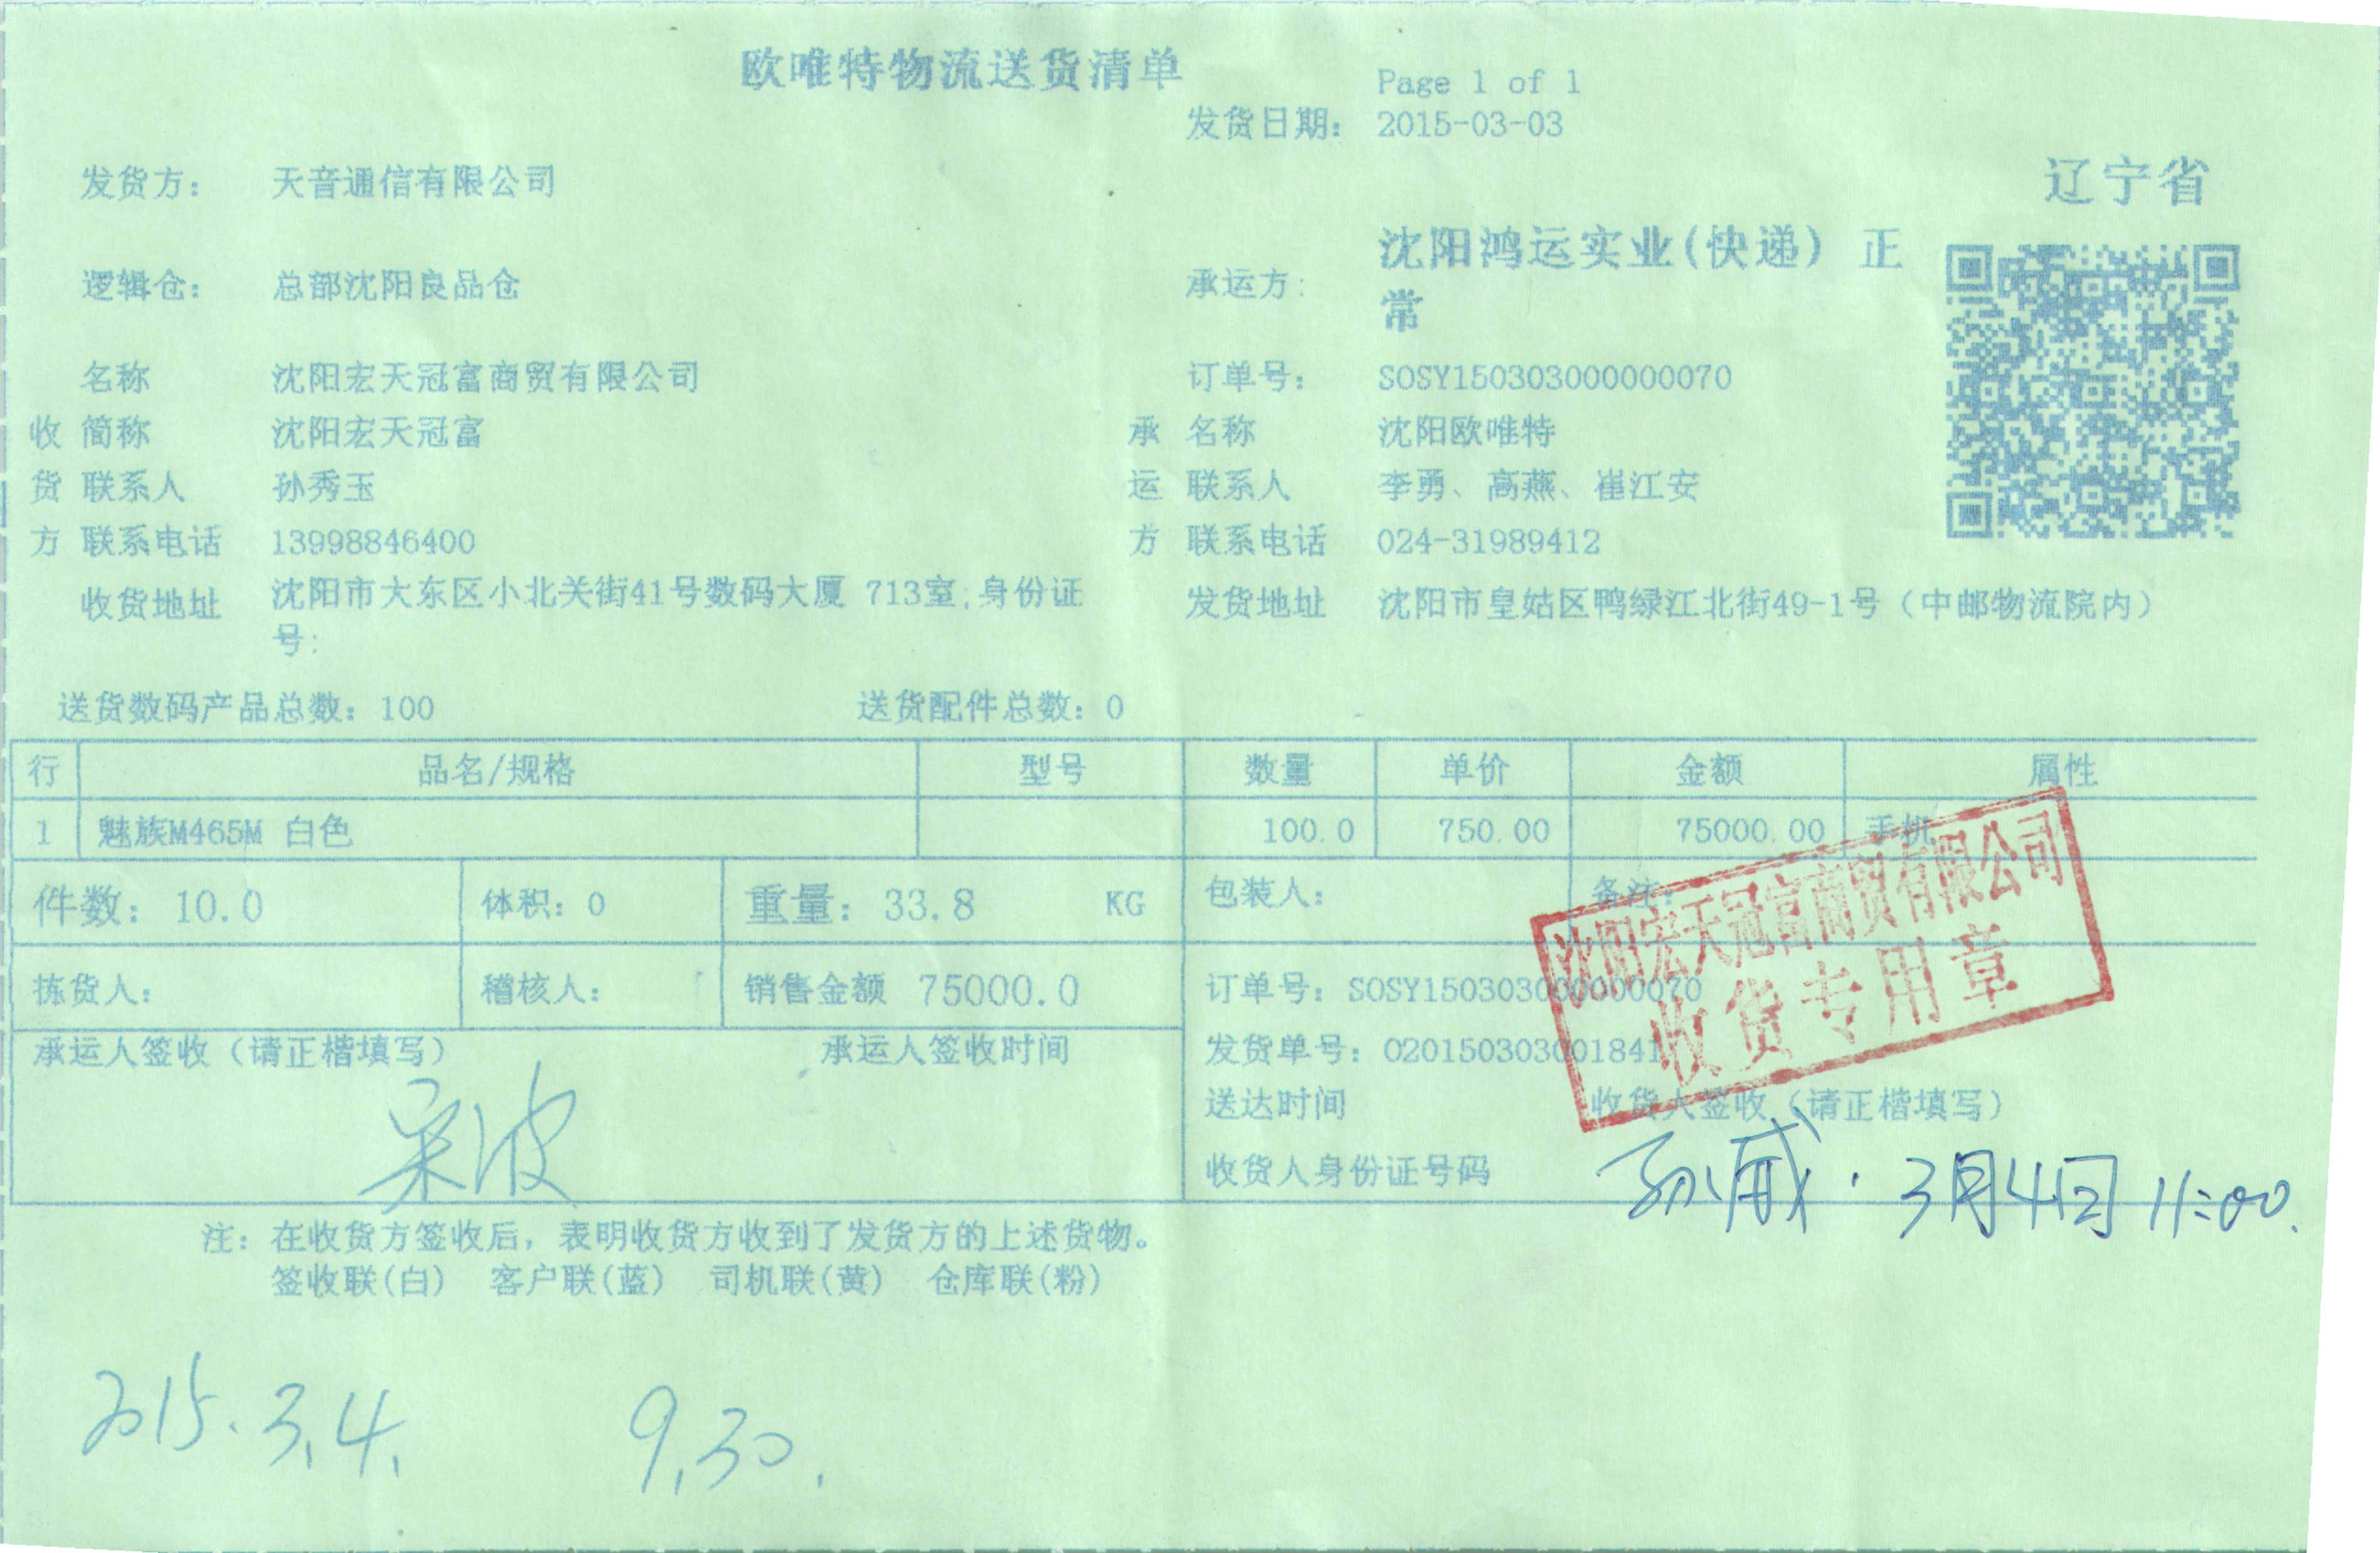 欧唯特物流送货清单
Page 1 of 1
发货日期: 2015-03-03
辽宁省
发货方: 天音通信有限公司
逻辑仓: 总部沈阳良品仓
承运方: 沈阳鸿运实业(快递) 正
常
名称 沈阳宏天冠富商贸有限公司 订单号: SOSY150303000000070
收 简称 沈阳宏天冠富 承 名称 沈阳欧唯特
货 联系人 孙秀玉 运 联系人 李勇、高燕、崔江安
方 联系电话 13998846400 方 联系电话 024-31989412
收货地址 沈阳市大东区小北关街41号数码大厦 713室;身份证
号:
发货地址 沈阳市皇姑区鸭绿江北街49-1号（中邮物流院内）
送货数码产品总数: 100 送货配件总数: 0
行 品名/规格 型号 数量 单价 金额 属性
1 魅族M465M 白色 100.0 750.00 75000.00 手机
件数: 10.0 体积: 0 重量: 33.8 KG 包装人: 备注:
拣货人: 稽核人: 销售金额 75000.0 订单号: SOSY150303000000070
沈阳宏天冠富商贸有限公司
收货专用章
承运人签收（请正楷填写） 承运人签收时间 发货单号: 020150303001841
送达时间 收货人签收（请正楷填写）
收货人身份证号码
3月4日 11:00.
注: 在收货方签收后，表明收货方收到了发货方的上述货物。
签收联(白) 客户联(蓝) 司机联(黄) 仓库联(粉)
2015.3.4. 9.30.